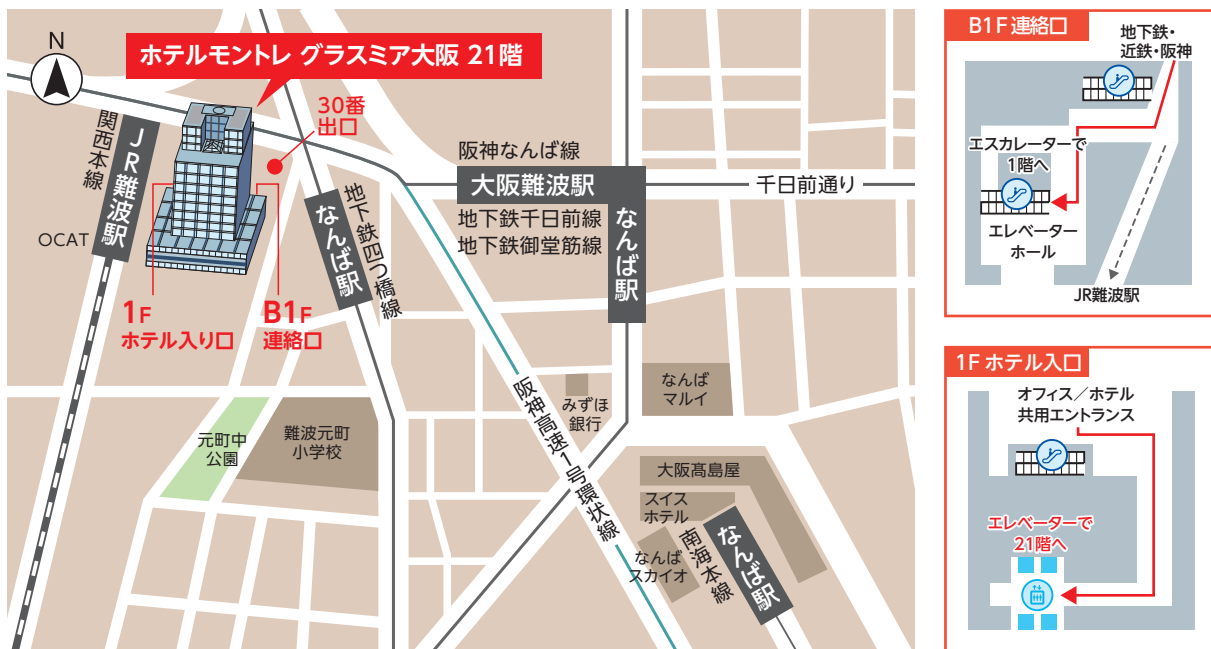 N
ホテルモントレ グラスミア大阪 21階
30番
出口
関西本線
JR難波駅
OCAT
1F
ホテル入り口
B1F
連絡口
なんば駅
地下鉄四つ橋線
阪神なんば線
大阪難波駅
地下鉄千日前線
地下鉄御堂筋線
なんば駅
千日前通り
阪神高速1号環状線
みずほ
銀行
なんば
マルイ
元町中
公園
難波元町
小学校
大阪髙島屋
スイス
ホテル
なんば
スカイオ
南海本線
なんば駅
B1F 連絡口
地下鉄・
近鉄・阪神
エスカレーターで
1階へ
エレベーター
ホール
JR難波駅
1F ホテル入口
オフィス／ホテル
共用エントランス
エレベーターで
21階へ